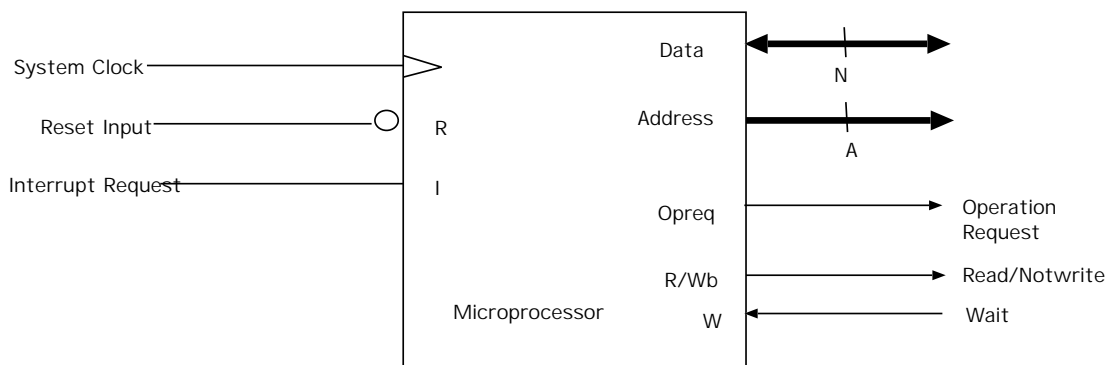 System Clock
Reset Input
Interrupt Request
R
I
Microprocessor
Data
Address
Opreq
R/Wb
W
N
A
Operation
Request
Read/Notwrite
Wait